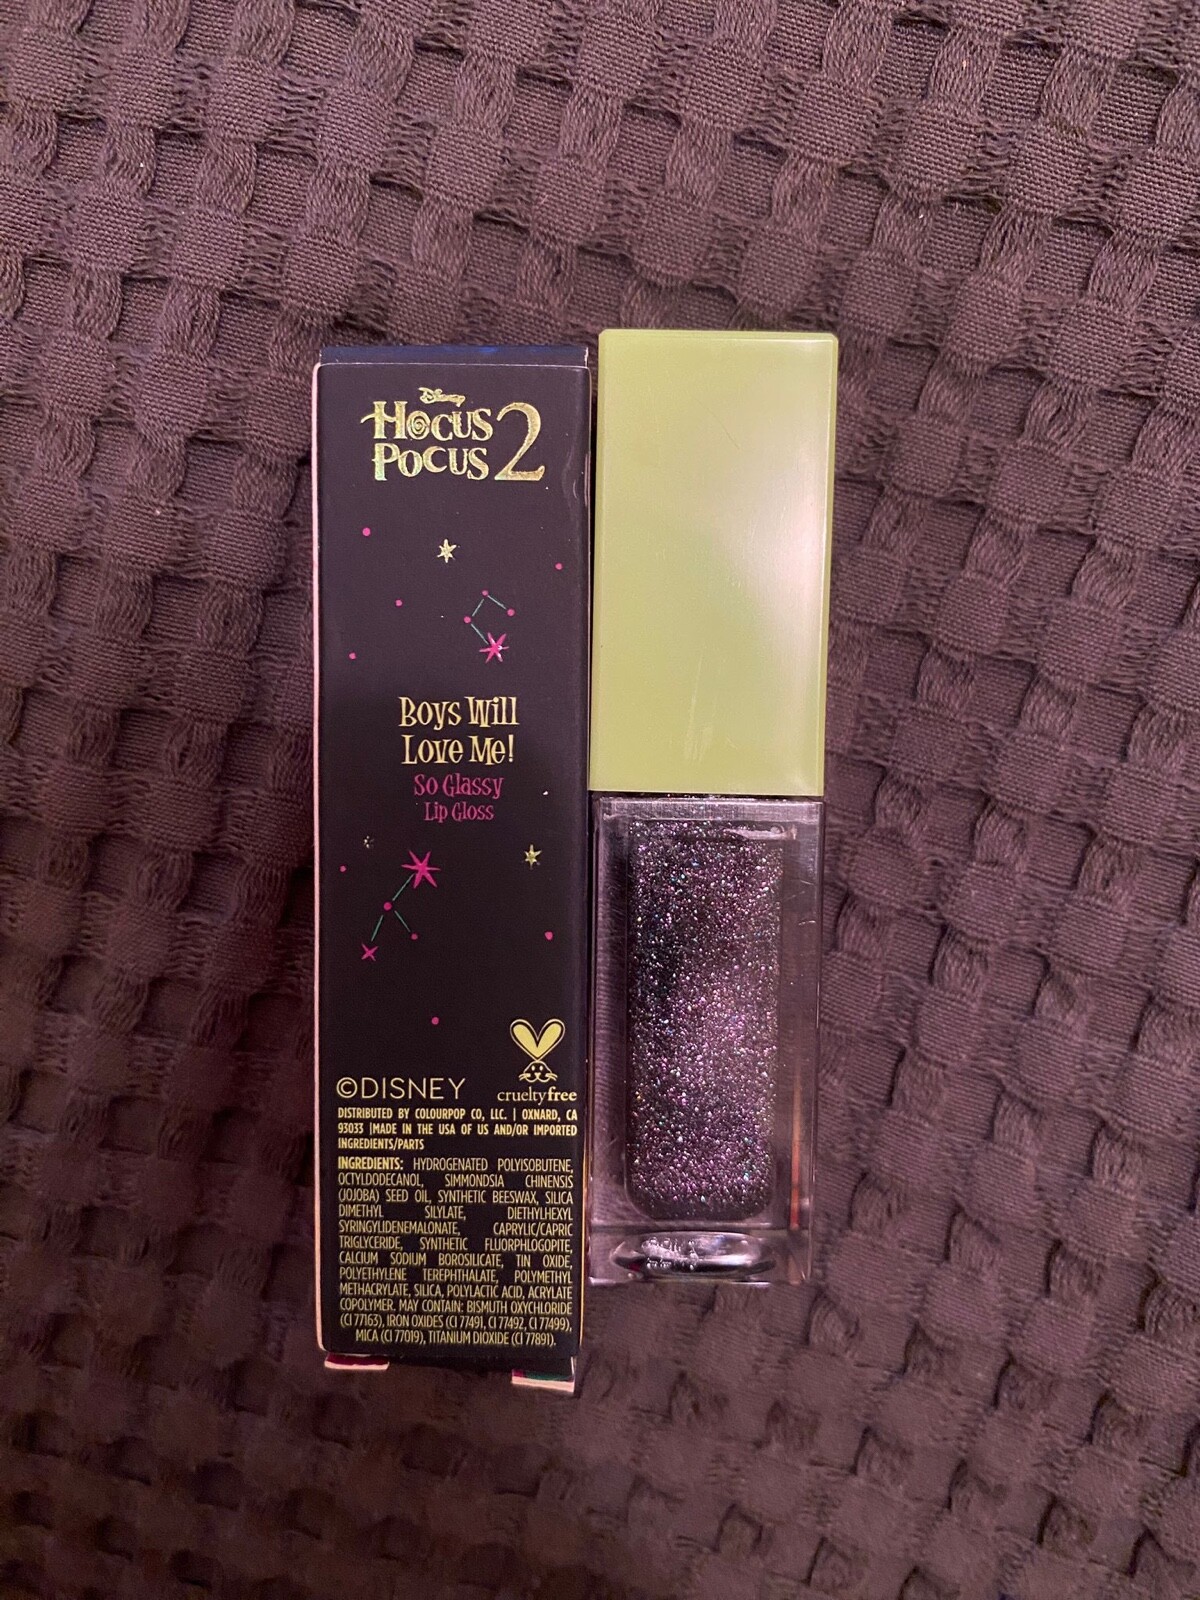 Disney
HOCUS
POCUS 2
Boys Will
Love Me!
So Glassy
Lip Gloss
©DISNEY
crueltyfree
DISTRIBUTED BY COLOURPOP CO, LLC. | OXNARD, CA
93033 |MADE IN THE USA OF US AND/OR IMPORTED
INGREDIENTS/PARTS
INGREDIENTS: HYDROGENATED POLYISOBUTENE,
OCTYLDODECANOL, SIMMONDSIA CHINENSIS
(JOJOBA) SEED OIL, SYNTHETIC BEESWAX, SILICA
DIMETHYL SILYLATE, DIETHYLHEXYL
SYRINGYLIDENEMALONATE, CAPRYLIC/CAPRIC
TRIGLYCERIDE, SYNTHETIC FLUORPHLOGOPITE,
CALCIUM SODIUM BOROSILICATE, TIN OXIDE,
POLYETHYLENE TEREPHTHALATE, POLYMETHYL
METHACRYLATE, SILICA, POLYLACTIC ACID, ACRYLATE
COPOLYMER. MAY CONTAIN: BISMUTH OXYCHLORIDE
(CI 77163), IRON OXIDES (CI 77491, CI 77492, CI 77499),
MICA (CI 77019), TITANIUM DIOXIDE (CI 77891).